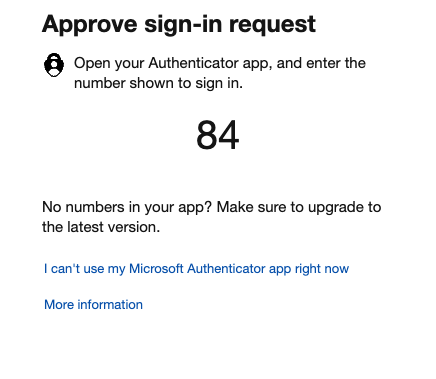 Approve sign-in request
Open your Authenticator app, and enter the
number shown to sign in.
84
No numbers in your app? Make sure to upgrade to
the latest version.
I can't use my Microsoft Authenticator app right now
More information